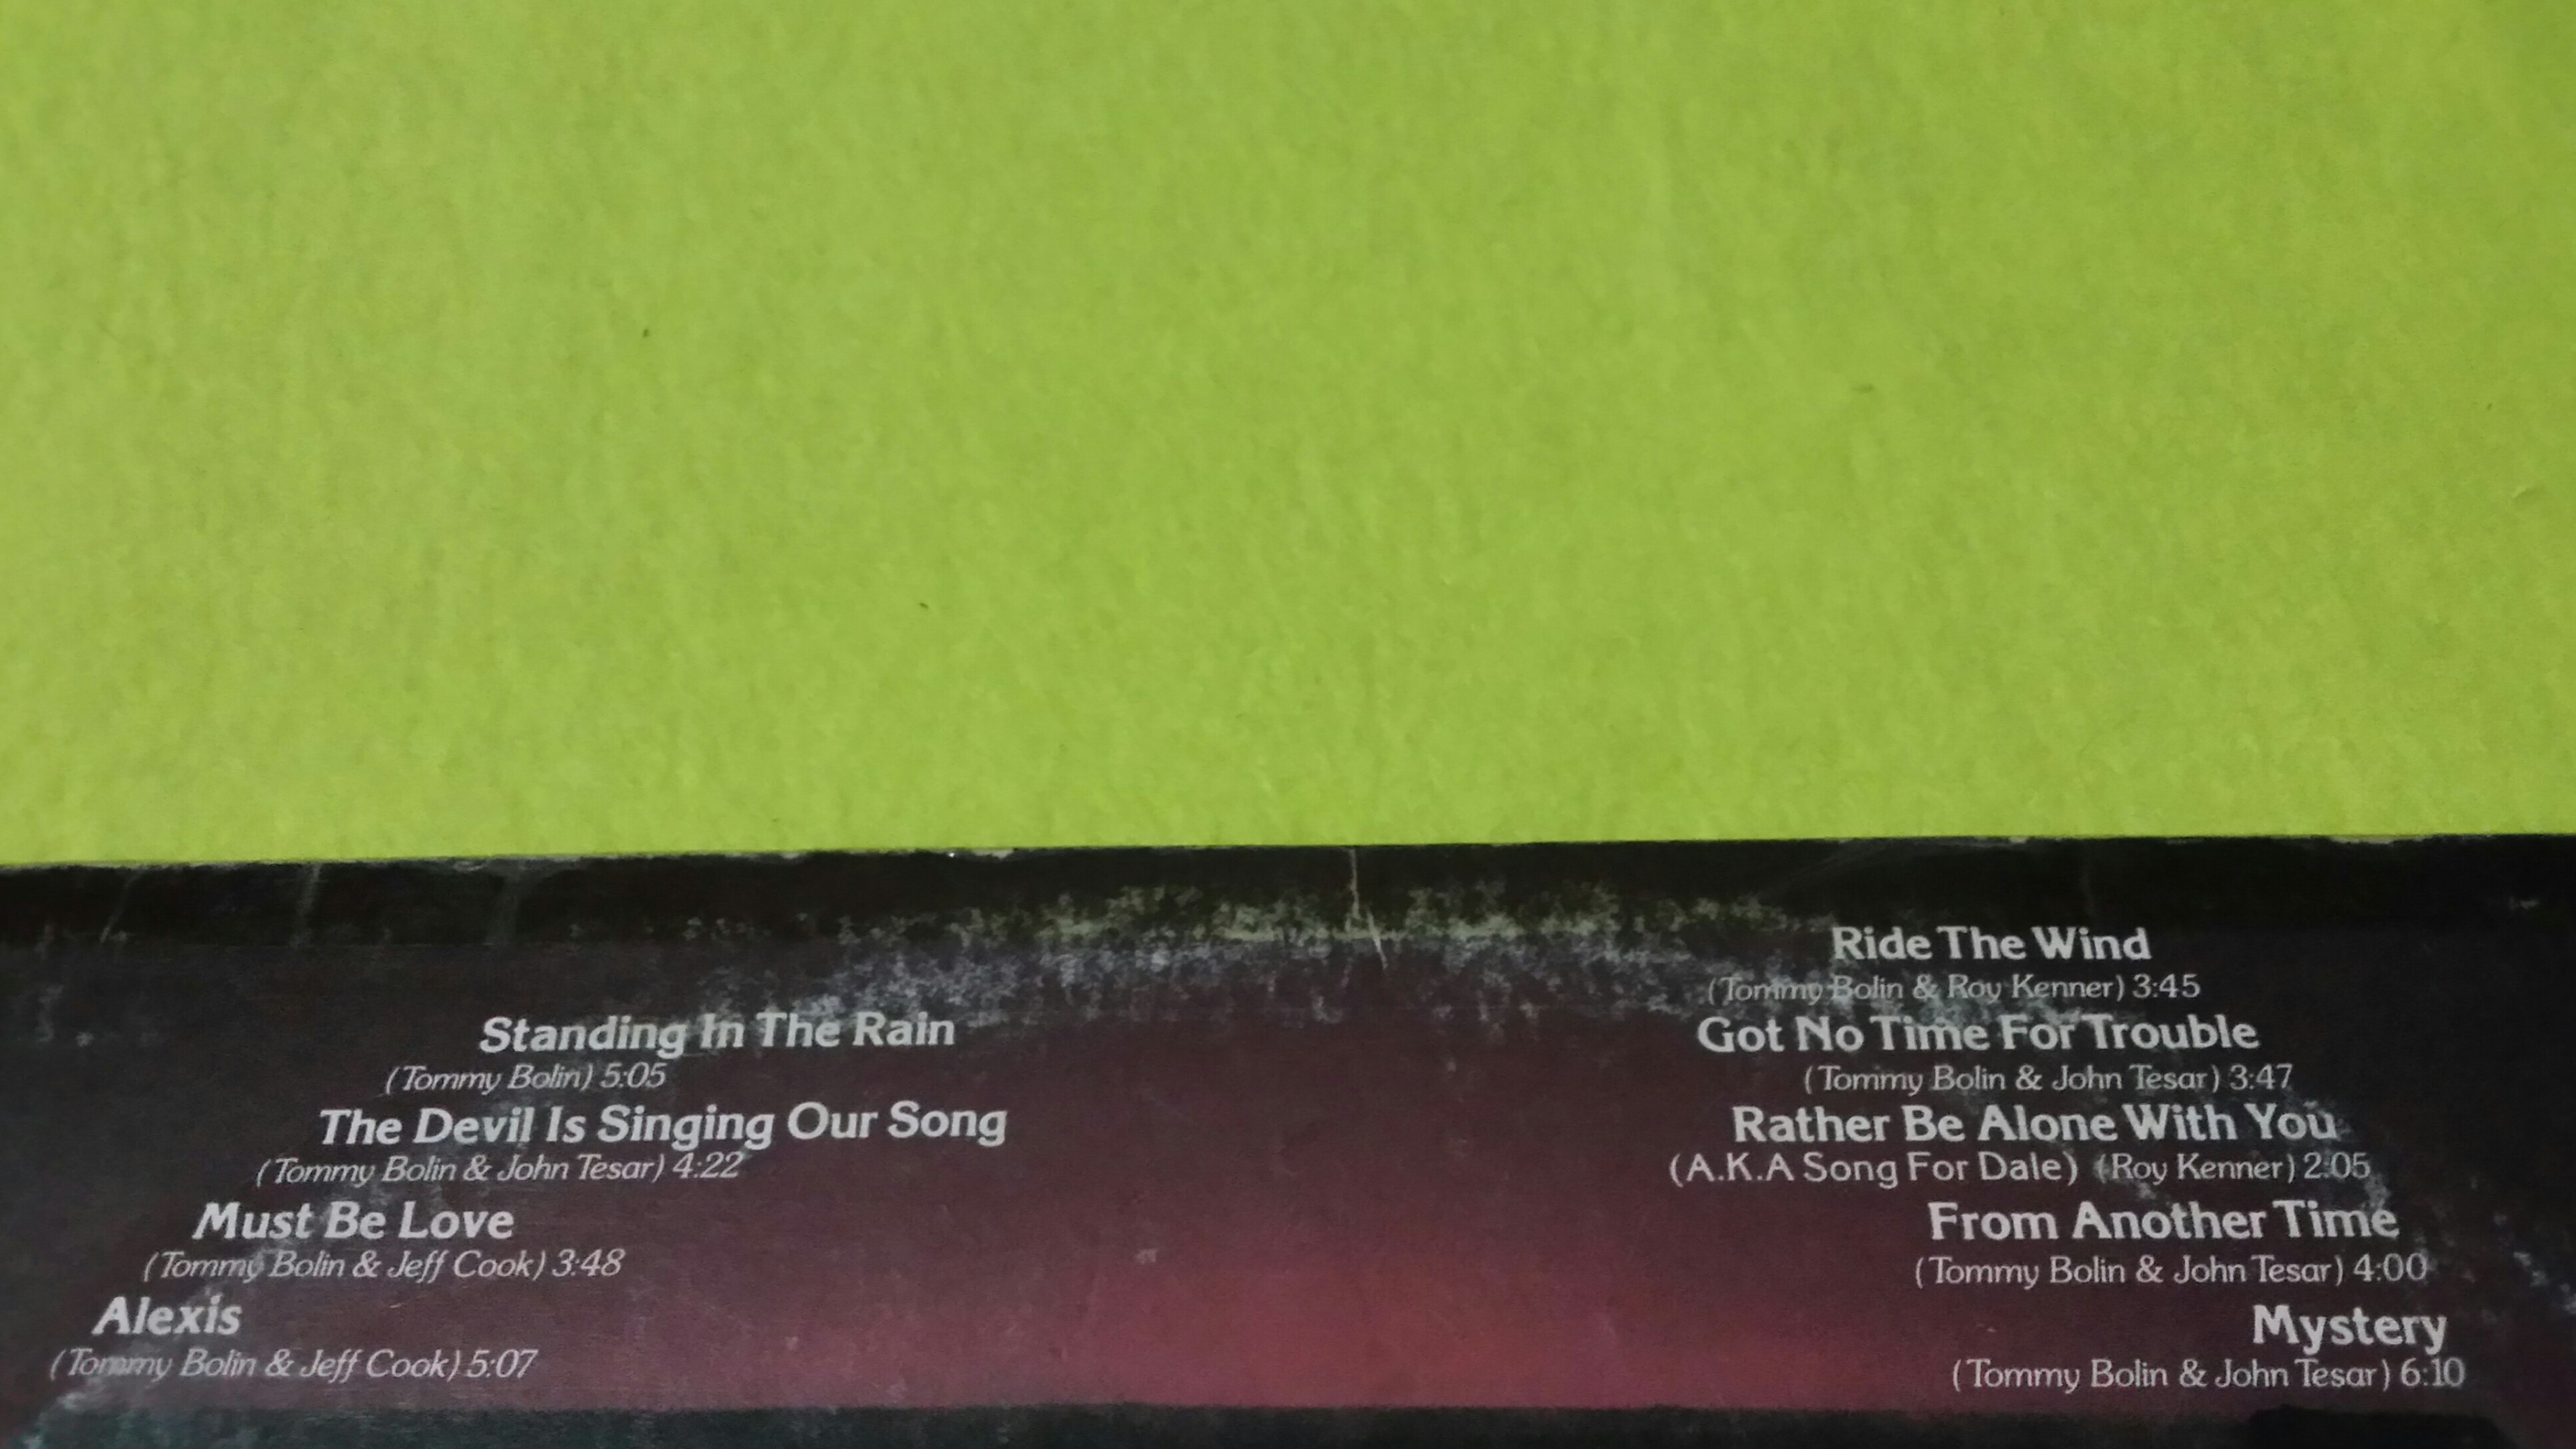 Standing In The Rain
(Tommy Bolin) 5:05
The Devil Is Singing Our Song
(Tommy Bolin & John Tesar) 4:22
Must Be Love
(Tommy Bolin & Jeff Cook) 3:48
Alexis
(Tommy Bolin & Jeff Cook) 5:07
Ride The Wind
(Tommy Bolin & Roy Kenner) 3:45
Got No Time For Trouble
(Tommy Bolin & John Tesar) 3:47
Rather Be Alone With You
(A.K.A Song For Dale) (Roy Kenner) 2:05
From Another Time
(Tommy Bolin & John Tesar) 4:00
Mystery
(Tommy Bolin & John Tesar) 6:10